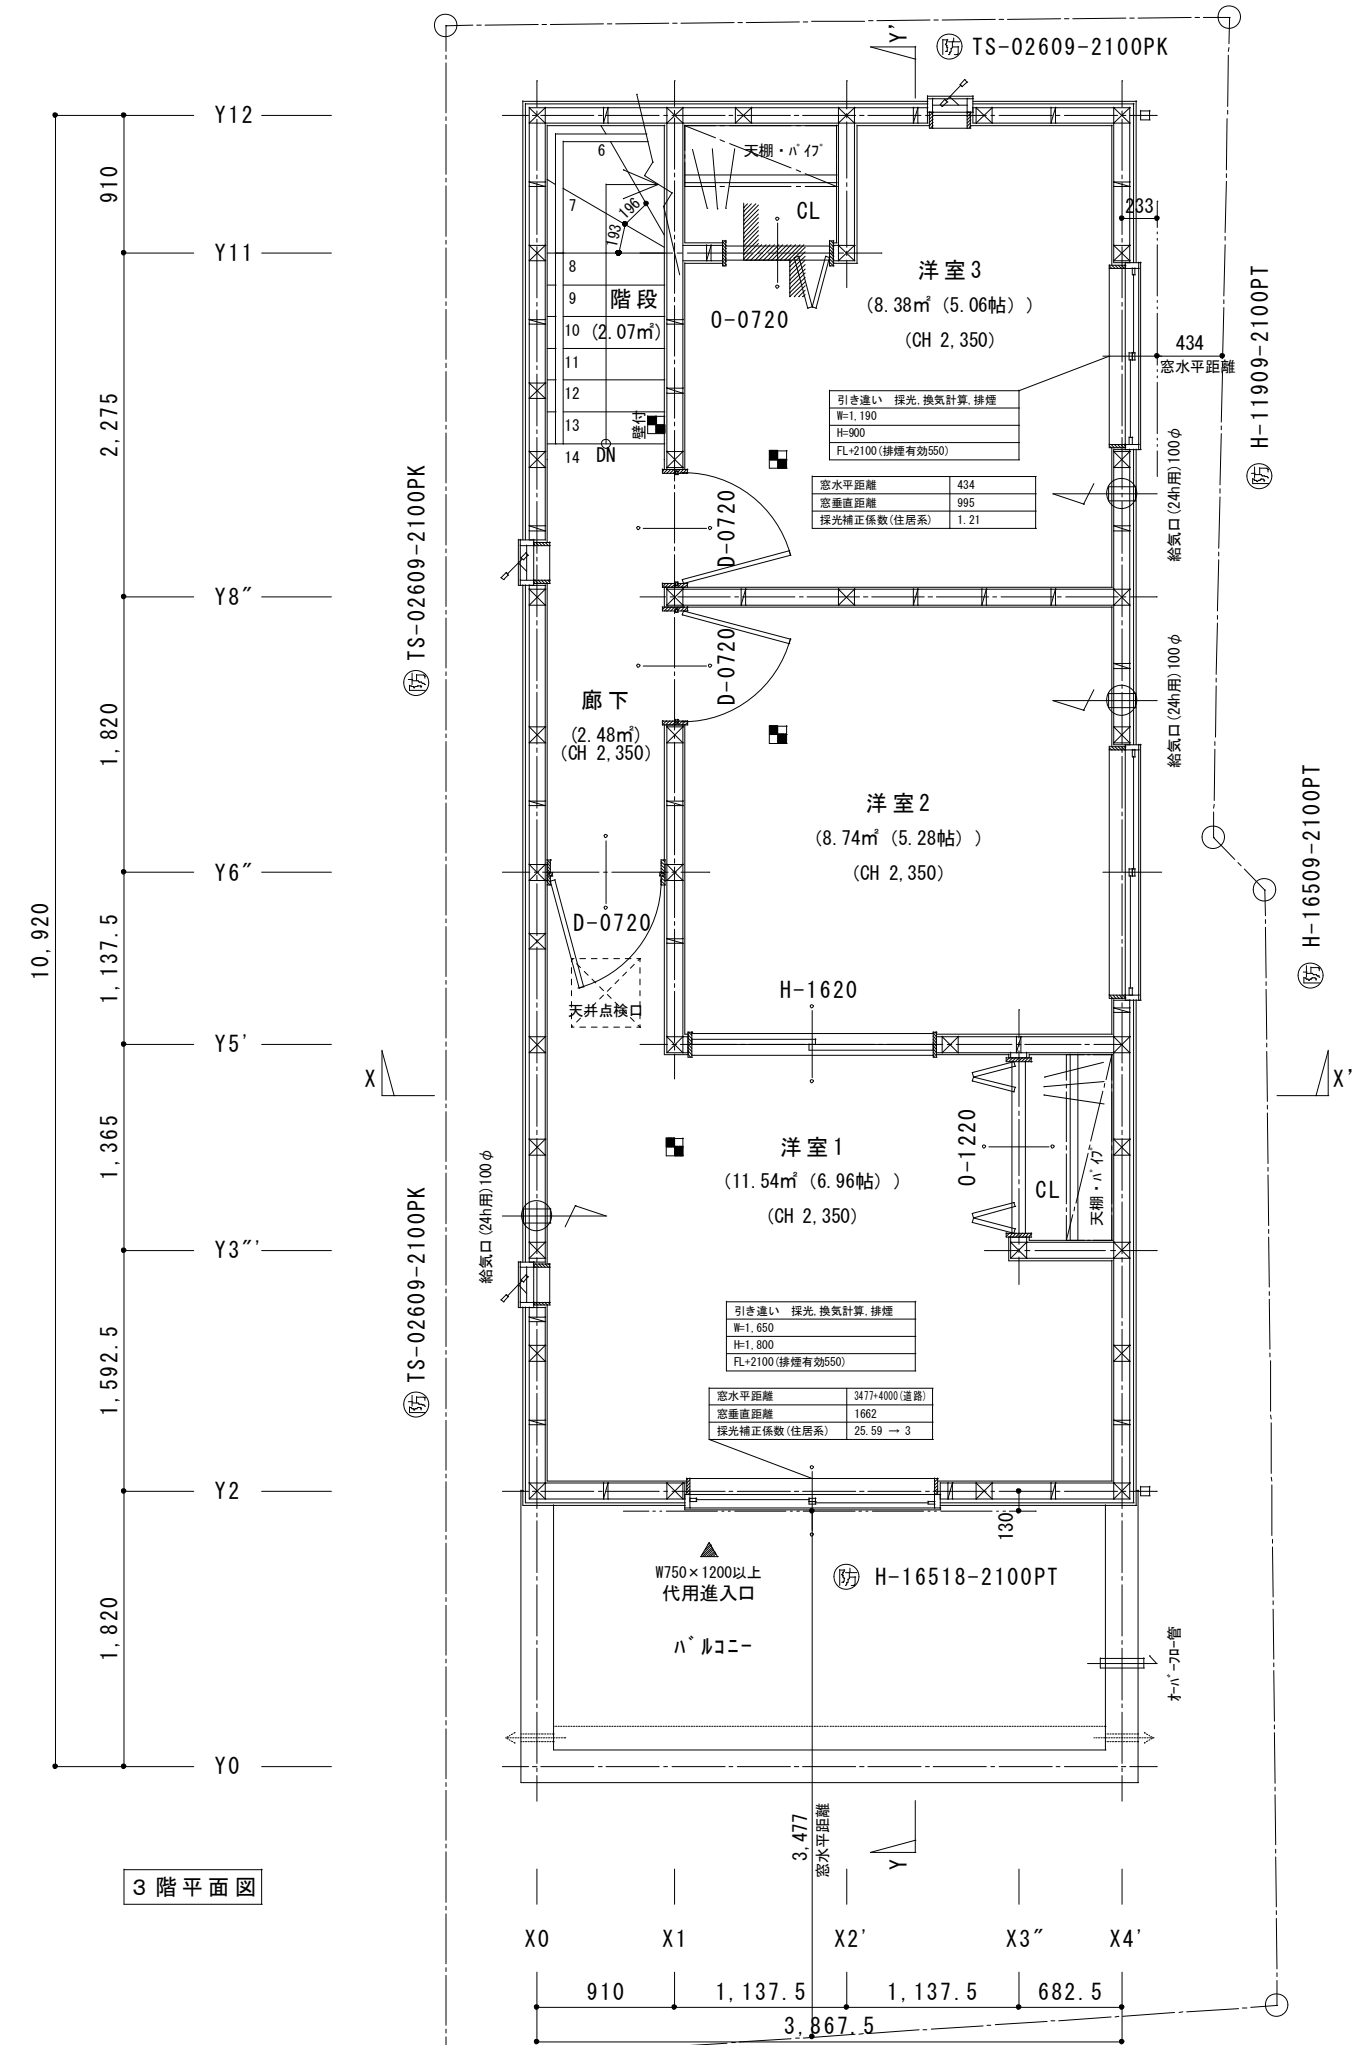 Y'
防 TS-02609-2100PK
Y12
910
Y11
2,275
Y8"
1,820
Y6"
1,137.5
Y5'
1,365
Y3"'
1,592.5
Y2
1,820
Y0
10,920
6
7
8
9
10
11
12
13
14
196
193
階段
(2.07㎡)
壁付
DN
天棚・パイプ
CL
O-0720
洋室3
(8.38㎡ (5.06帖))
(CH 2,350)
233
434
窓水平距離
防 H-11909-2100PT
引き違い 採光,換気計算,排煙
W=1,190
H=900
FL+2100(排煙有効550)
窓水平距離 434
窓垂直距離 995
採光補正係数(住居系) 1.21
給気口(24h用)100φ
D-0720
防 TS-02609-2100PK
D-0720
給気口(24h用)100φ
廊下
(2.48㎡)
(CH 2,350)
洋室2
(8.74㎡ (5.28帖))
(CH 2,350)
防 H-16509-2100PT
D-0720
天井点検口
H-1620
X
X'
洋室1
(11.54㎡ (6.96帖))
(CH 2,350)
O-1220
CL
天棚・パイプ
給気口(24h用)100φ
防 TS-02609-2100PK
引き違い 採光,換気計算,排煙
W=1,650
H=1,800
FL+2100(排煙有効550)
窓水平距離 3477+4000(道路)
窓垂直距離 1662
採光補正係数(住居系) 25.59 → 3
130
W750×1200以上
代用進入口
防 H-16518-2100PT
バルコニー
オーバーフロー管
3,477
窓水平距離
Y
3階平面図
X0
X1
X2'
X3"
X4'
910
1,137.5
1,137.5
682.5
3,867.5